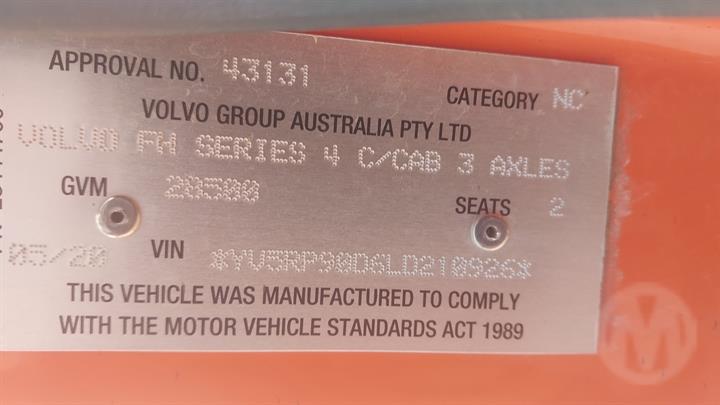 APPROVAL NO. 43131
CATEGORY NC
VOLVO GROUP AUSTRALIA PTY LTD
VOLVO FH SERIES 4 C/CAB 3 AXLES
GVM 28500
SEATS 2
05/20 VIN *YV5RP90D6LD210926*
THIS VEHICLE WAS MANUFACTURED TO COMPLY
WITH THE MOTOR VEHICLE STANDARDS ACT 1989
M